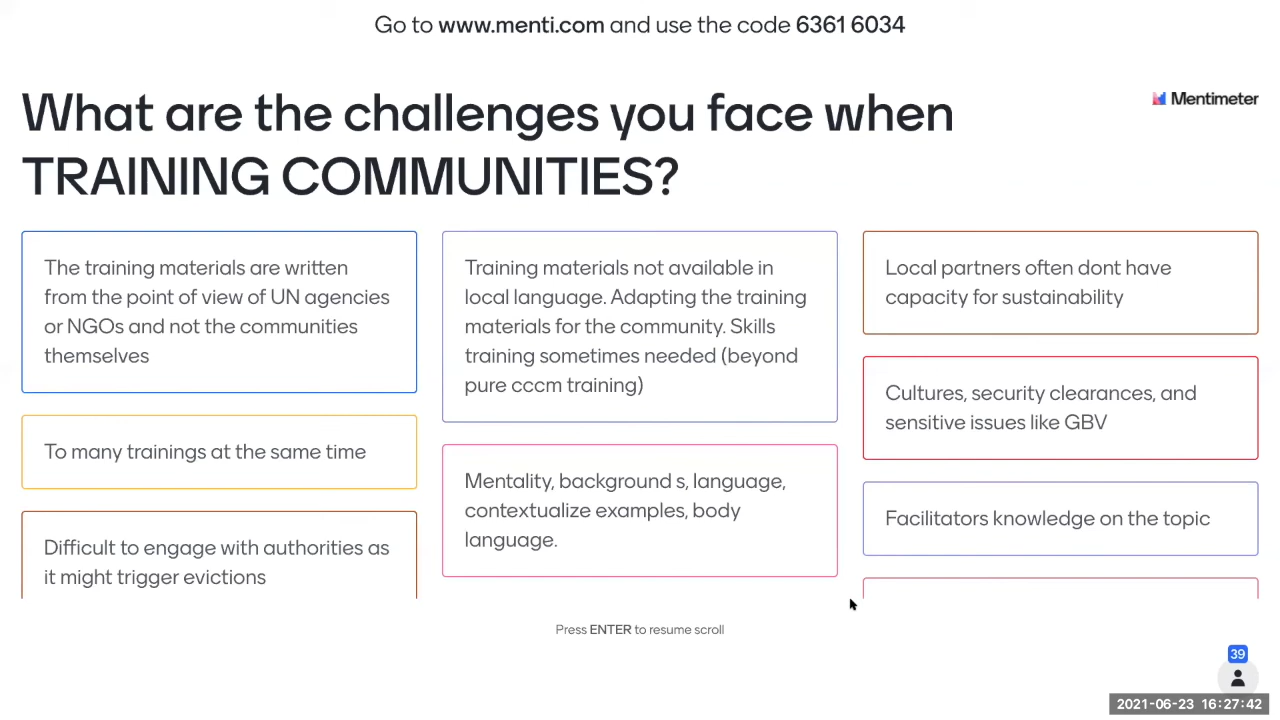 Go to www.menti.com and use the code 6361 6034
What are the challenges you face when
TRAINING COMMUNITIES?
Mentimeter
The training materials are written
from the point of view of UN agencies
or NGOs and not the communities
themselves
To many trainings at the same time
Difficult to engage with authorities as
it might trigger evictions
Training materials not available in
local language. Adapting the training
materials for the community. Skills
training sometimes needed (beyond
pure cccm training)
Mentality, background s, language,
contextualize examples, body
language.
Local partners often dont have
capacity for sustainability
Cultures, security clearances, and
sensitive issues like GBV
Facilitators knowledge on the topic
Press ENTER to resume scroll
39
2021-06-23 16:27:42